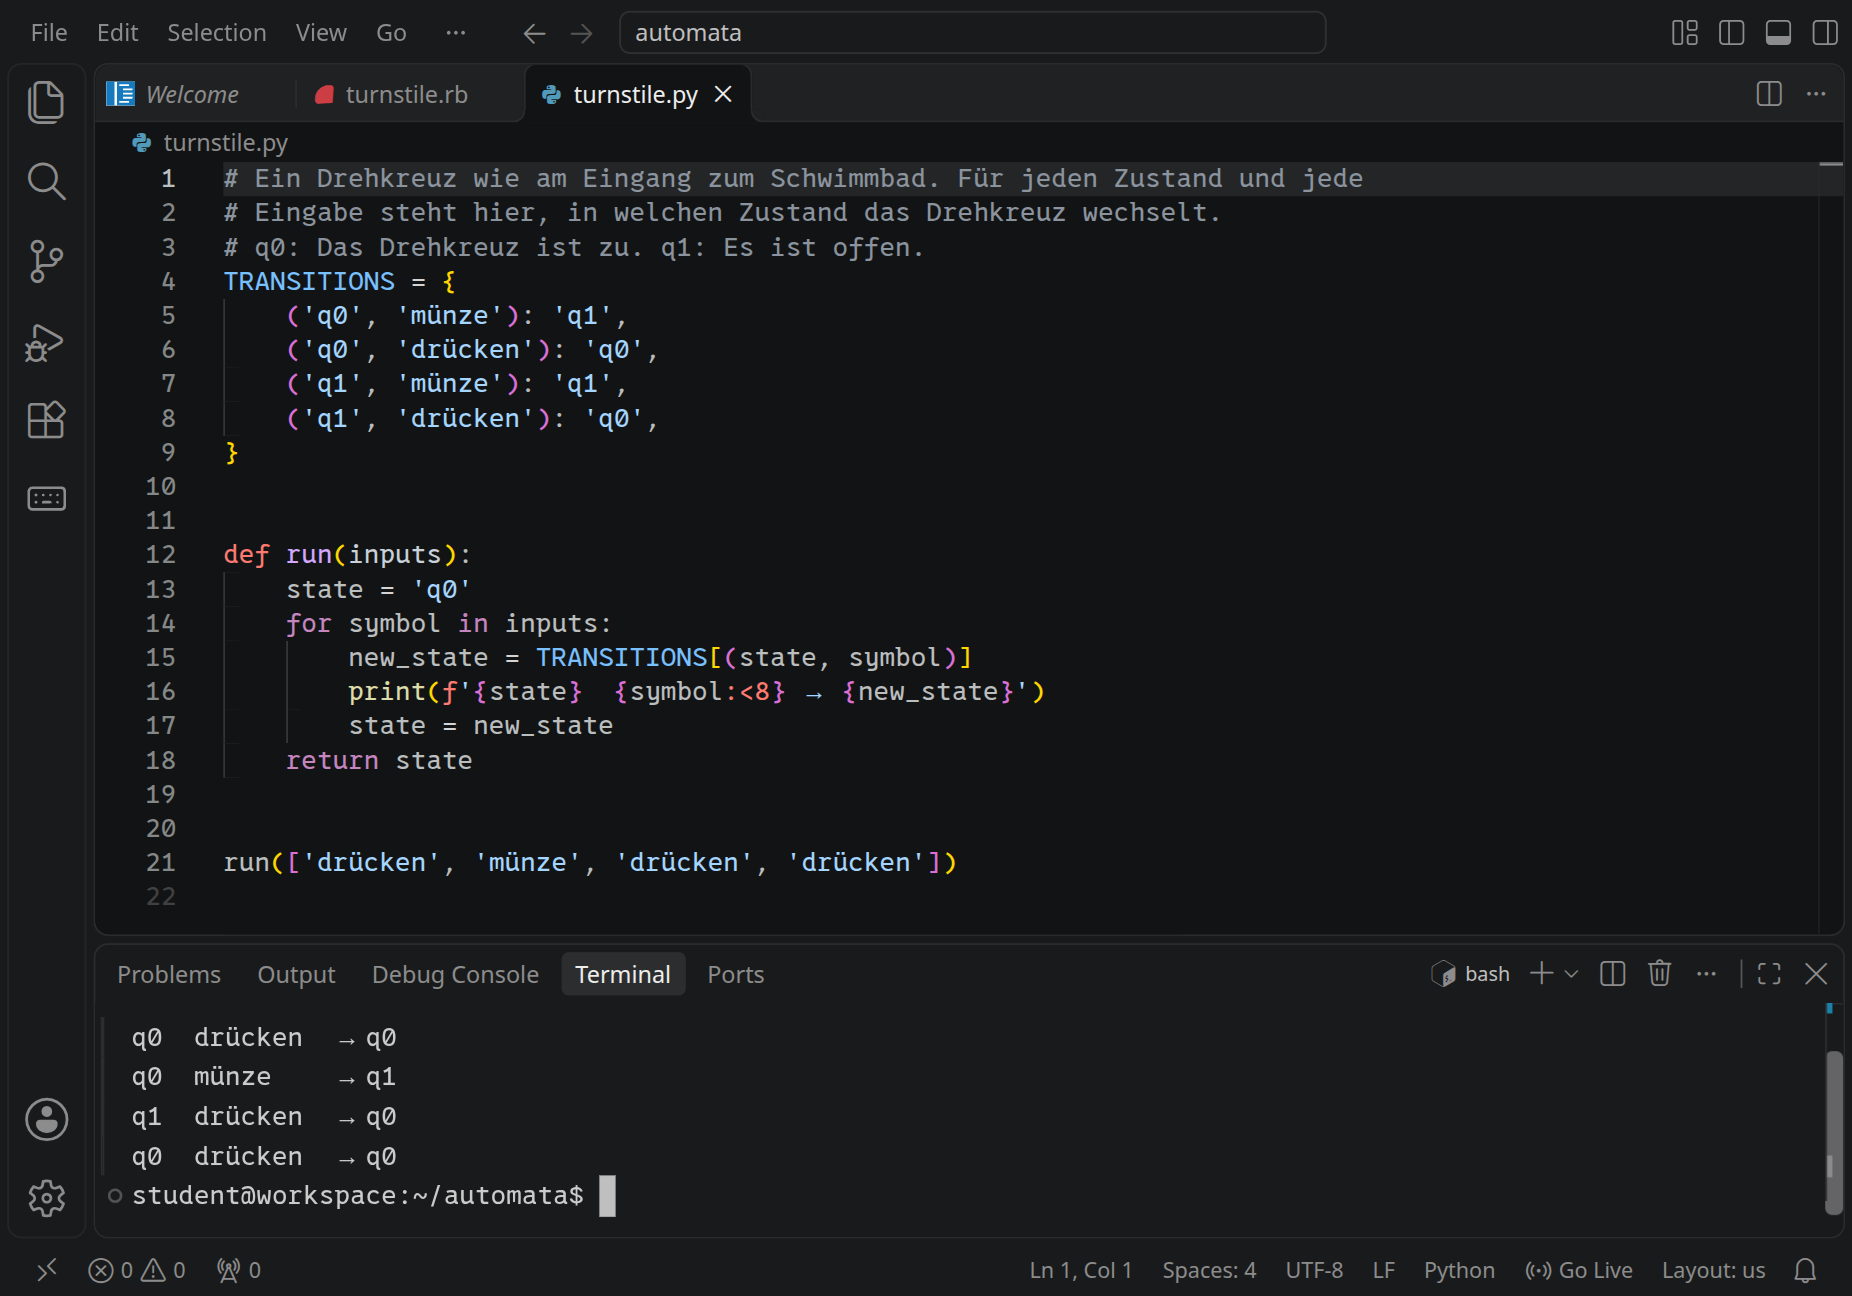 File Edit Selection View Go ··· ← → automata
Welcome turnstile.rb turnstile.py
turnstile.py
1 # Ein Drehkreuz wie am Eingang zum Schwimmbad. Für jeden Zustand und jede
2 # Eingabe steht hier, in welchen Zustand das Drehkreuz wechselt.
3 # q0: Das Drehkreuz ist zu. q1: Es ist offen.
4 TRANSITIONS = {
5     ('q0', 'münze'): 'q1',
6     ('q0', 'drücken'): 'q0',
7     ('q1', 'münze'): 'q1',
8     ('q1', 'drücken'): 'q0',
9 }
10
11
12 def run(inputs):
13     state = 'q0'
14     for symbol in inputs:
15         new_state = TRANSITIONS[(state, symbol)]
16         print(f'{state}  {symbol:<8} → {new_state}')
17         state = new_state
18     return state
19
20
21 run(['drücken', 'münze', 'drücken', 'drücken'])
22
Problems Output Debug Console Terminal Ports bash
q0  drücken  → q0
q0  münze    → q1
q1  drücken  → q0
q0  drücken  → q0
student@workspace:~/automata$
0 0 0 Ln 1, Col 1 Spaces: 4 UTF-8 LF Python Go Live Layout: us